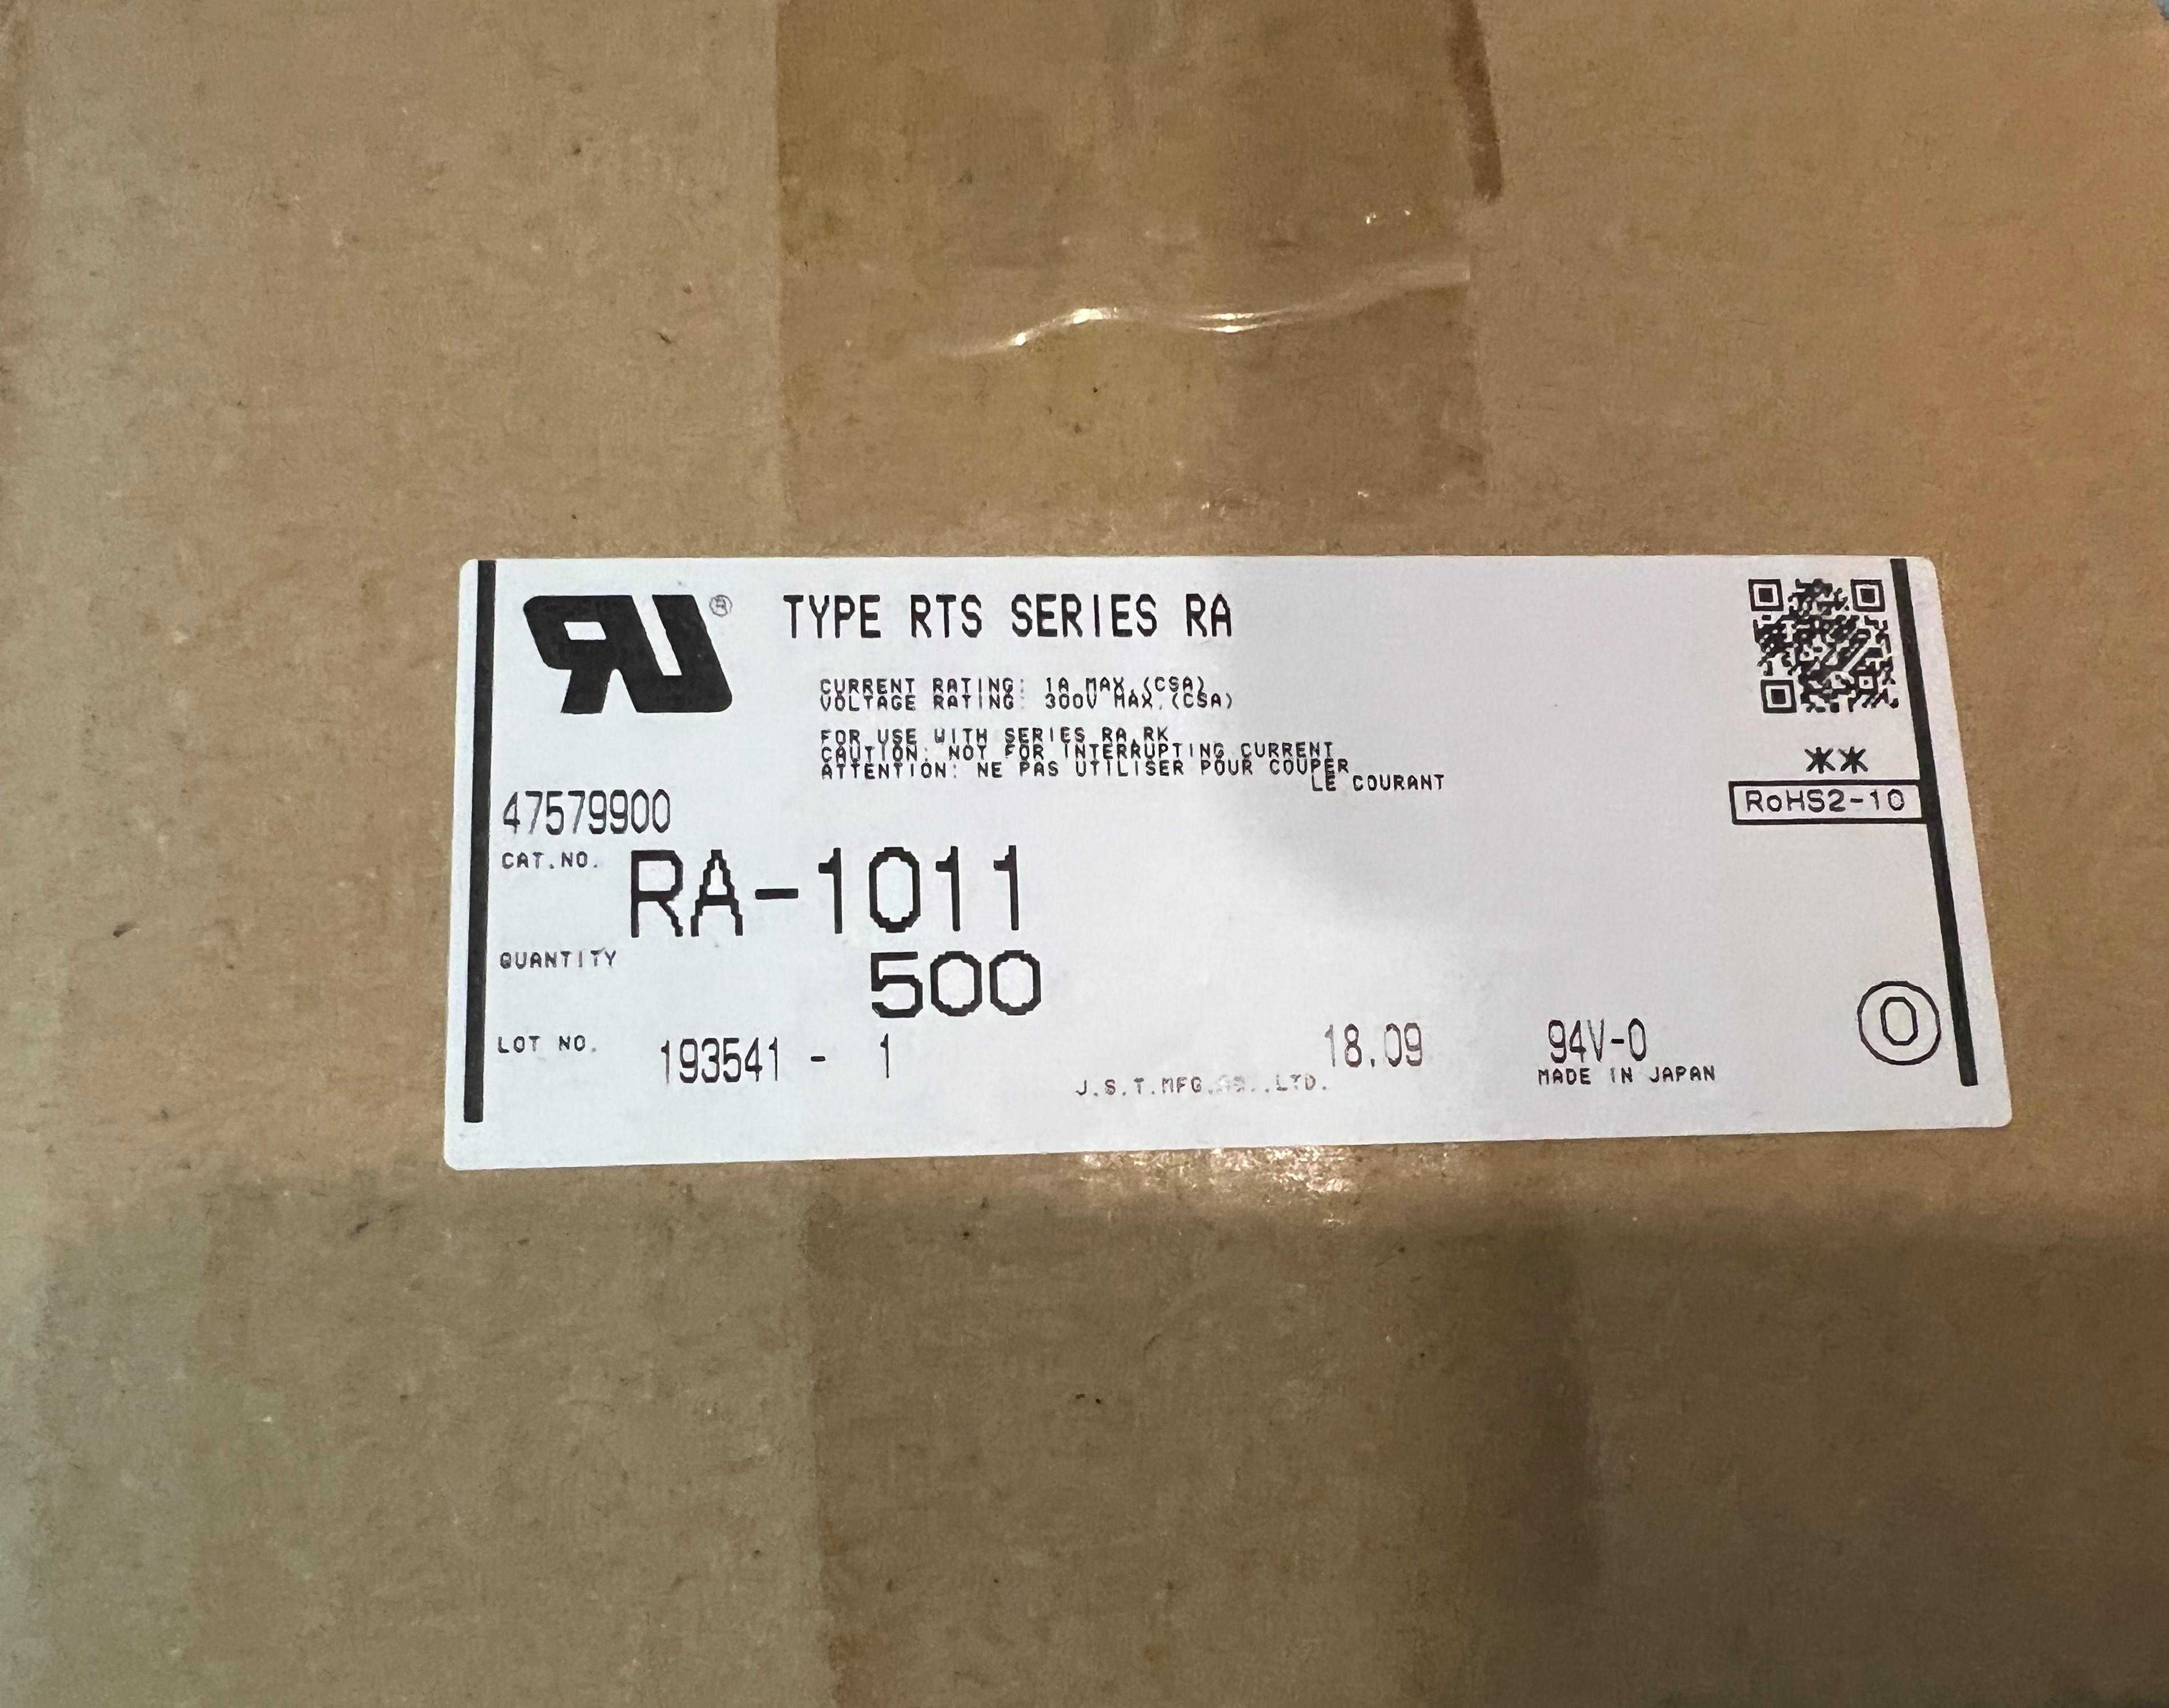 RU ®
TYPE RTS SERIES RA
CURRENT RATING: 1A MAX.(CSA)
VOLTAGE RATING: 300V MAX.(CSA)
FOR USE WITH SERIES RA,RK
CAUTION: NOT FOR INTERRUPTING CURRENT
ATTENTION: NE PAS UTILISER POUR COUPER
LE COURANT
**
RoHS2-10
47579900
CAT.NO. RA-1011
QUANTITY 500
LOT NO. 193541 - 1
18.09
94V-0
O
J.S.T.MFG.CO.,LTD.
MADE IN JAPAN